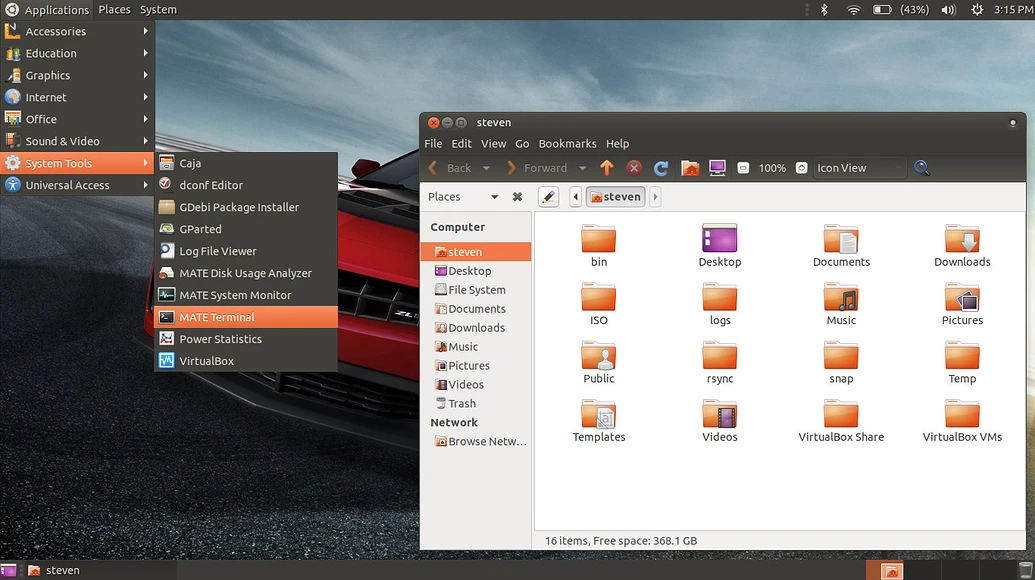 Applications Places System (43%) 3:15 PM
Accessories
Education
Graphics
Internet
Office
Sound & Video
System Tools
Universal Access
Caja
dconf Editor
GDebi Package Installer
GParted
Log File Viewer
MATE Disk Usage Analyzer
MATE System Monitor
MATE Terminal
Power Statistics
VirtualBox
ZL1
steven
File Edit View Go Bookmarks Help
Back Forward 100% Icon View
Places steven
Computer
steven
Desktop
File System
Documents
Downloads
Music
Pictures
Videos
Trash
Network
Browse Netw...
bin Desktop Documents Downloads
ISO logs Music Pictures
Public rsync snap Temp
Templates Videos VirtualBox Share VirtualBox VMs
16 items, Free space: 368.1 GB
steven